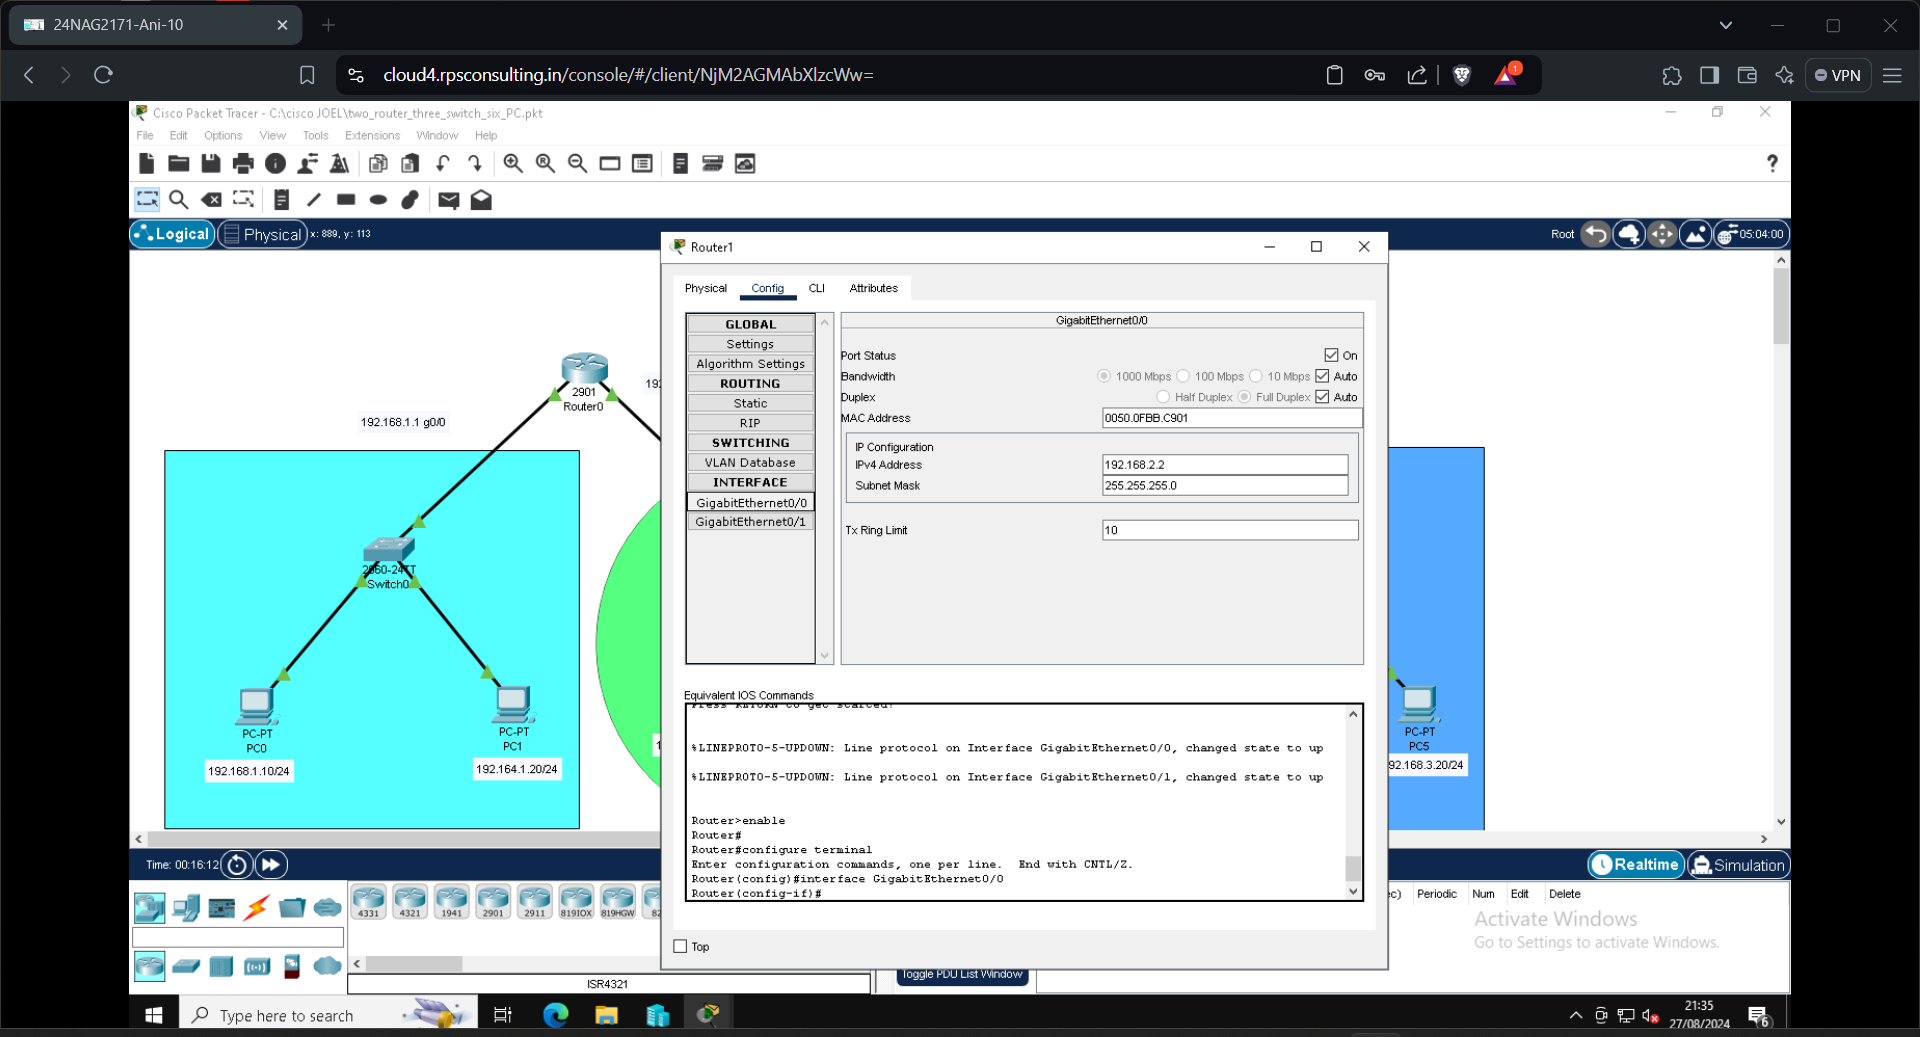 24NAG2171-Ani-10
cloud4.rpsconsulting.in/console/#/client/NjM2AGMAbXlzcWw=
1
VPN
Cisco Packet Tracer - C:\cisco JOEL\two_router_three_switch_six_PC.pkt
File Edit Options View Tools Extensions Window Help
?
Logical Physical x: 889, y: 113
Root 05:04:00
Router1
Physical Config CLI Attributes
GLOBAL
Settings
Algorithm Settings
ROUTING
Static
RIP
SWITCHING
VLAN Database
INTERFACE
GigabitEthernet0/0
GigabitEthernet0/1
GigabitEthernet0/0
Port Status On
Bandwidth 1000 Mbps 100 Mbps 10 Mbps Auto
Duplex Half Duplex Full Duplex Auto
MAC Address 0050.0FBB.C901
IP Configuration
IPv4 Address 192.168.2.2
Subnet Mask 255.255.255.0
Tx Ring Limit 10
Equivalent IOS Commands
Press RETURN to get started!
%LINEPROTO-5-UPDOWN: Line protocol on Interface GigabitEthernet0/0, changed state to up
%LINEPROTO-5-UPDOWN: Line protocol on Interface GigabitEthernet0/1, changed state to up
Router>enable
Router#
Router#configure terminal
Enter configuration commands, one per line. End with CNTL/Z.
Router(config)#interface GigabitEthernet0/0
Router(config-if)#
Top
2901
Router0
192
192.168.1.1 g0/0
2960-24TT
Switch0
PC-PT
PC0
192.168.1.10/24
PC-PT
PC1
192.164.1.20/24
1
PC-PT
PC5
92.168.3.20/24
Time: 00:16:12
Realtime Simulation
4331 4321 1941 2901 2911 819IOX 819HGW 82
ISR4321
ec) Periodic Num Edit Delete
Toggle PDU List Window
Activate Windows
Go to Settings to activate Windows.
Type here to search
21:35
27/08/2024
6